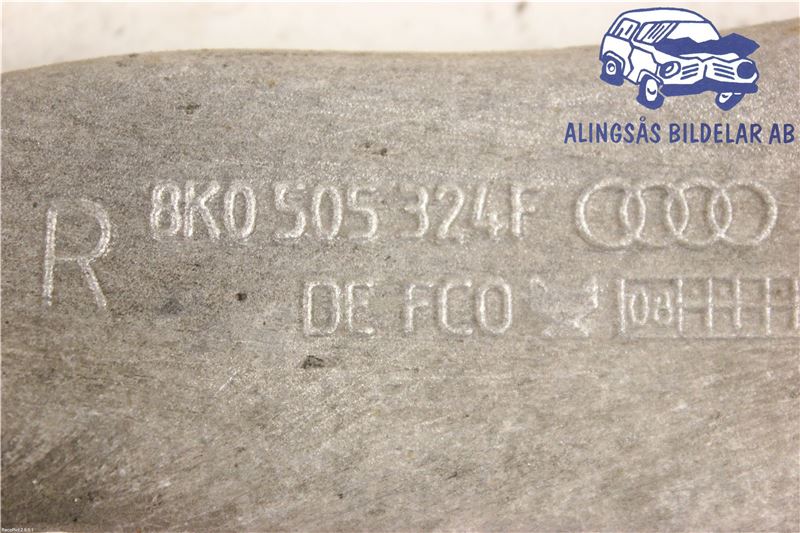 ALINGSÅS BILDELAR AB
R 8K0 505 324F
DE FCO 08